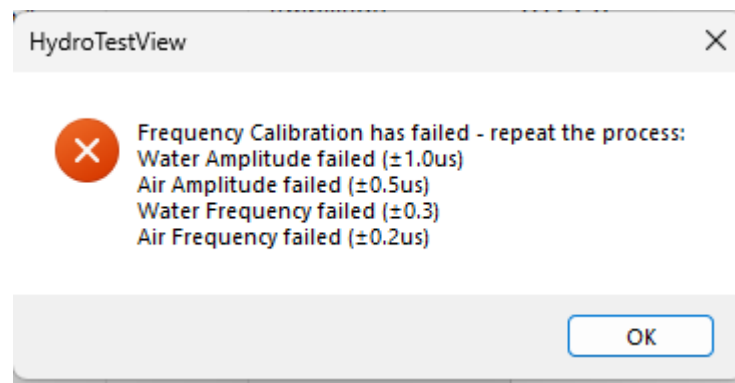 HydroTestView
Frequency Calibration has failed - repeat the process:
Water Amplitude failed (±1.0us)
Air Amplitude failed (±0.5us)
Water Frequency failed (±0.3)
Air Frequency failed (±0.2us)
OK